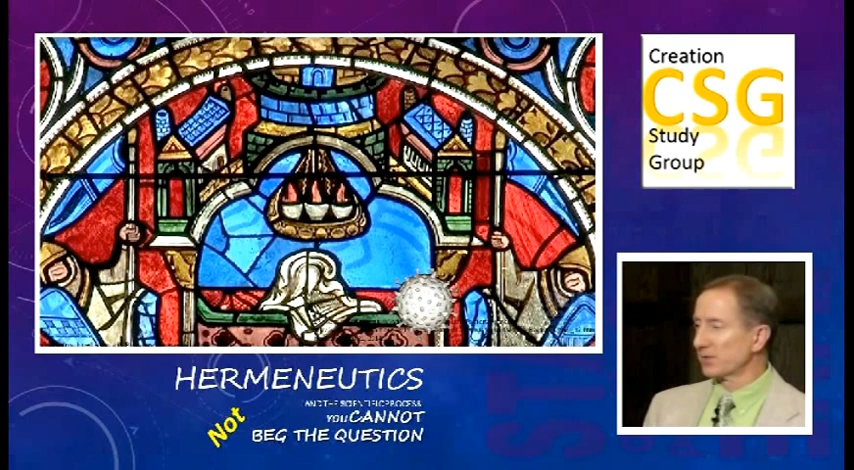 Creation
CSG
Study
Group
HERMENEUTICS
AND THE SCIENTIFIC PROCESS
YOU CANNOT
Not
BEG THE QUESTION